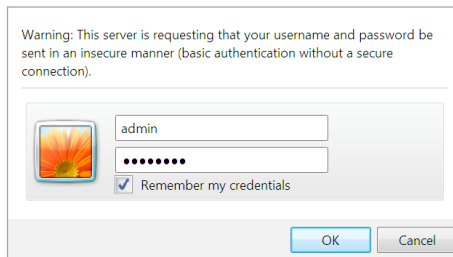 Warning: This server is requesting that your username and password be
sent in an insecure manner (basic authentication without a secure
connection).
admin
••••••••
Remember my credentials
OK
Cancel